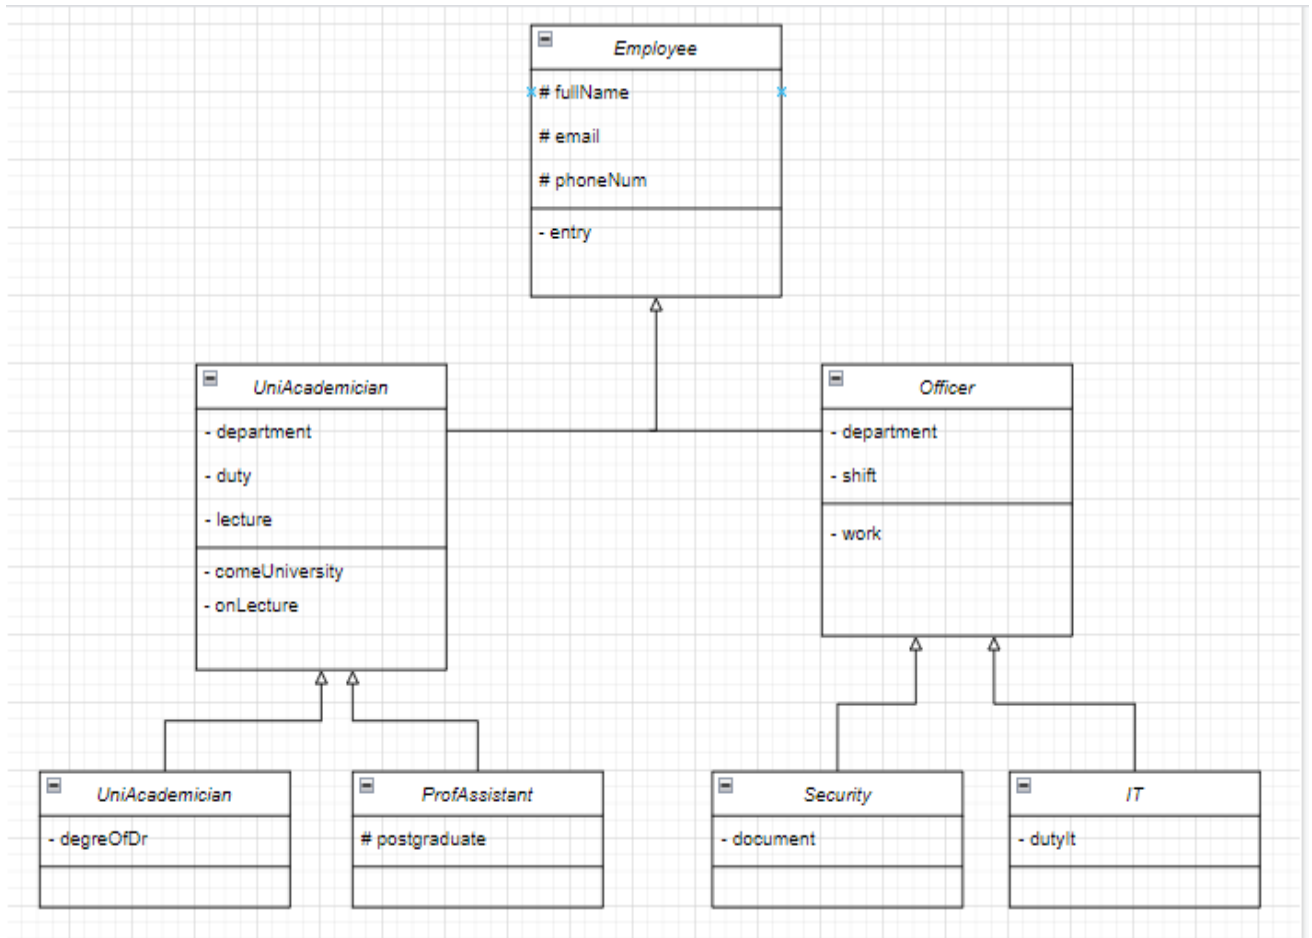 Employee
# fullName
# email
# phoneNum
- entry
UniAcademician
- department
- duty
- lecture
- comeUniversity
- onLecture
Officer
- department
- shift
- work
UniAcademician
- degreOfDr
ProfAssistant
# postgraduate
Security
- document
IT
- dutyIt